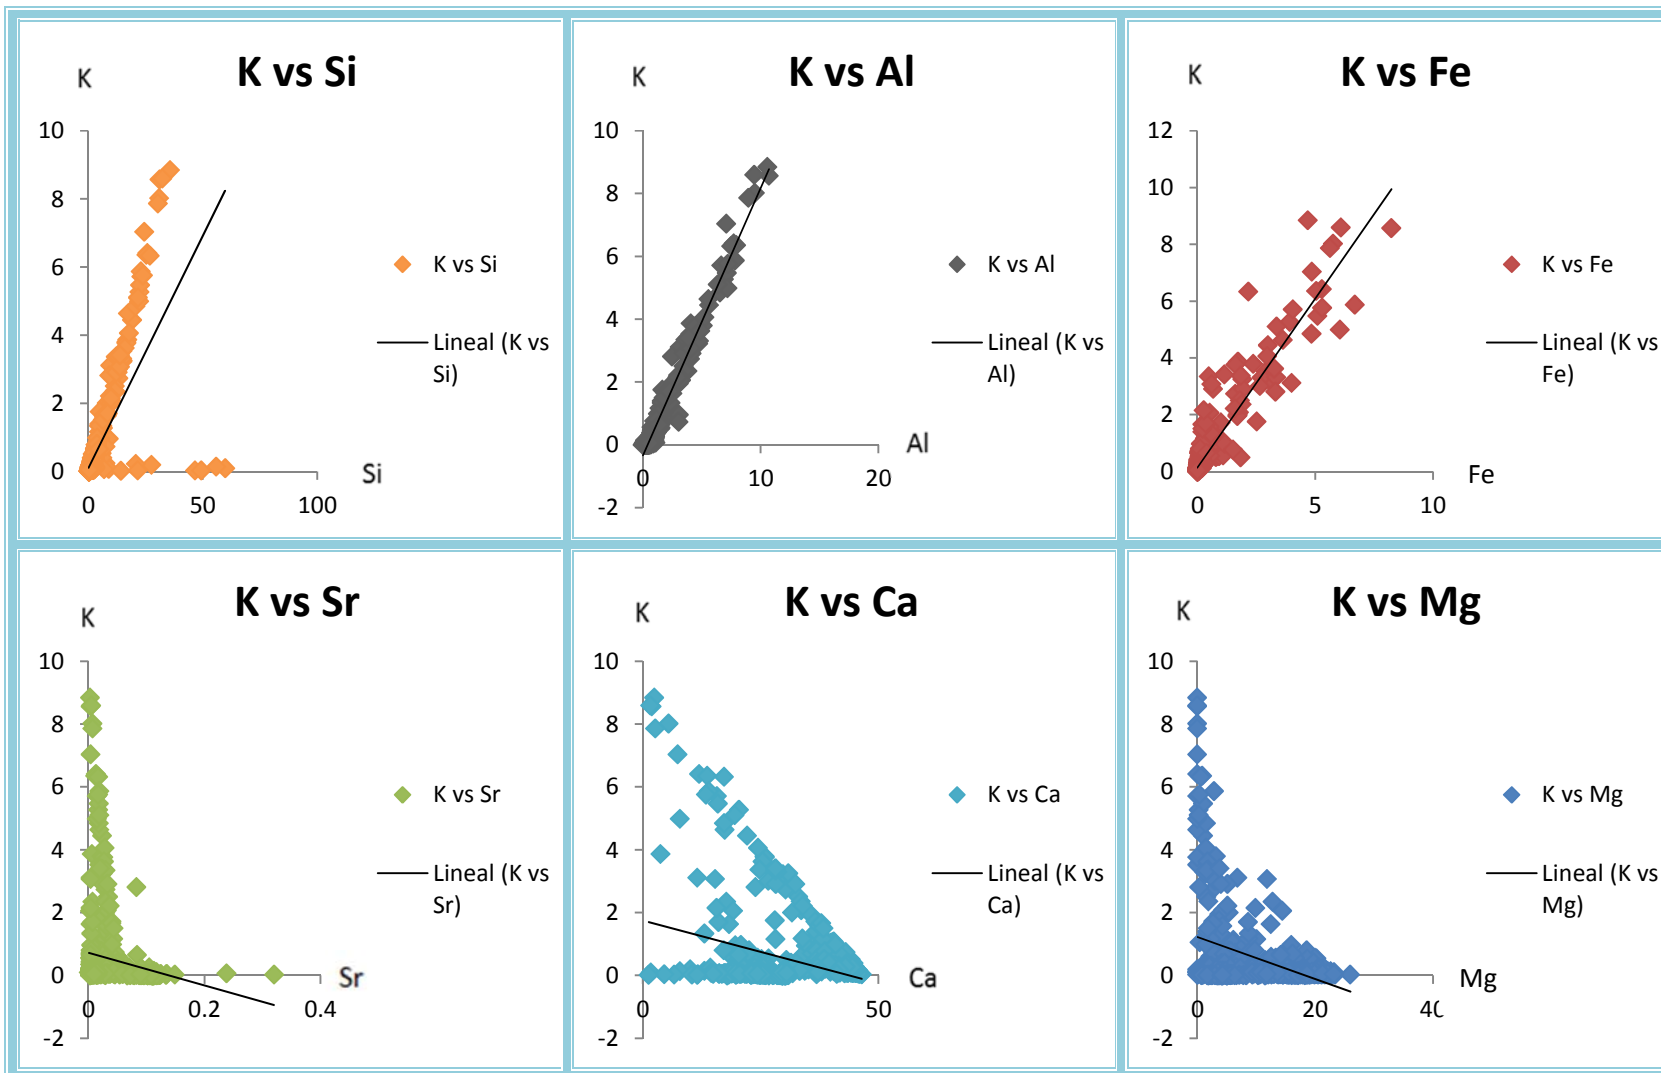 K vs Si
K
10
8
6
4
2
0
0 50 100
Si
K vs Si
Lineal (K vs
Si)
K vs Al
K
10
8
6
4
2
0
-2
0 10 20
Al
K vs Al
Lineal (K vs
Al)
K vs Fe
K
12
10
8
6
4
2
0
0 5 10
Fe
K vs Fe
Lineal (K vs
Fe)
K vs Sr
K
10
8
6
4
2
0
-2
0 0.2 0.4
Sr
K vs Sr
Lineal (K vs
Sr)
K vs Ca
K
10
8
6
4
2
0
-2
0 50
Ca
K vs Ca
Lineal (K vs
Ca)
K vs Mg
K
10
8
6
4
2
0
-2
0 20 40
Mg
K vs Mg
Lineal (K vs
Mg)